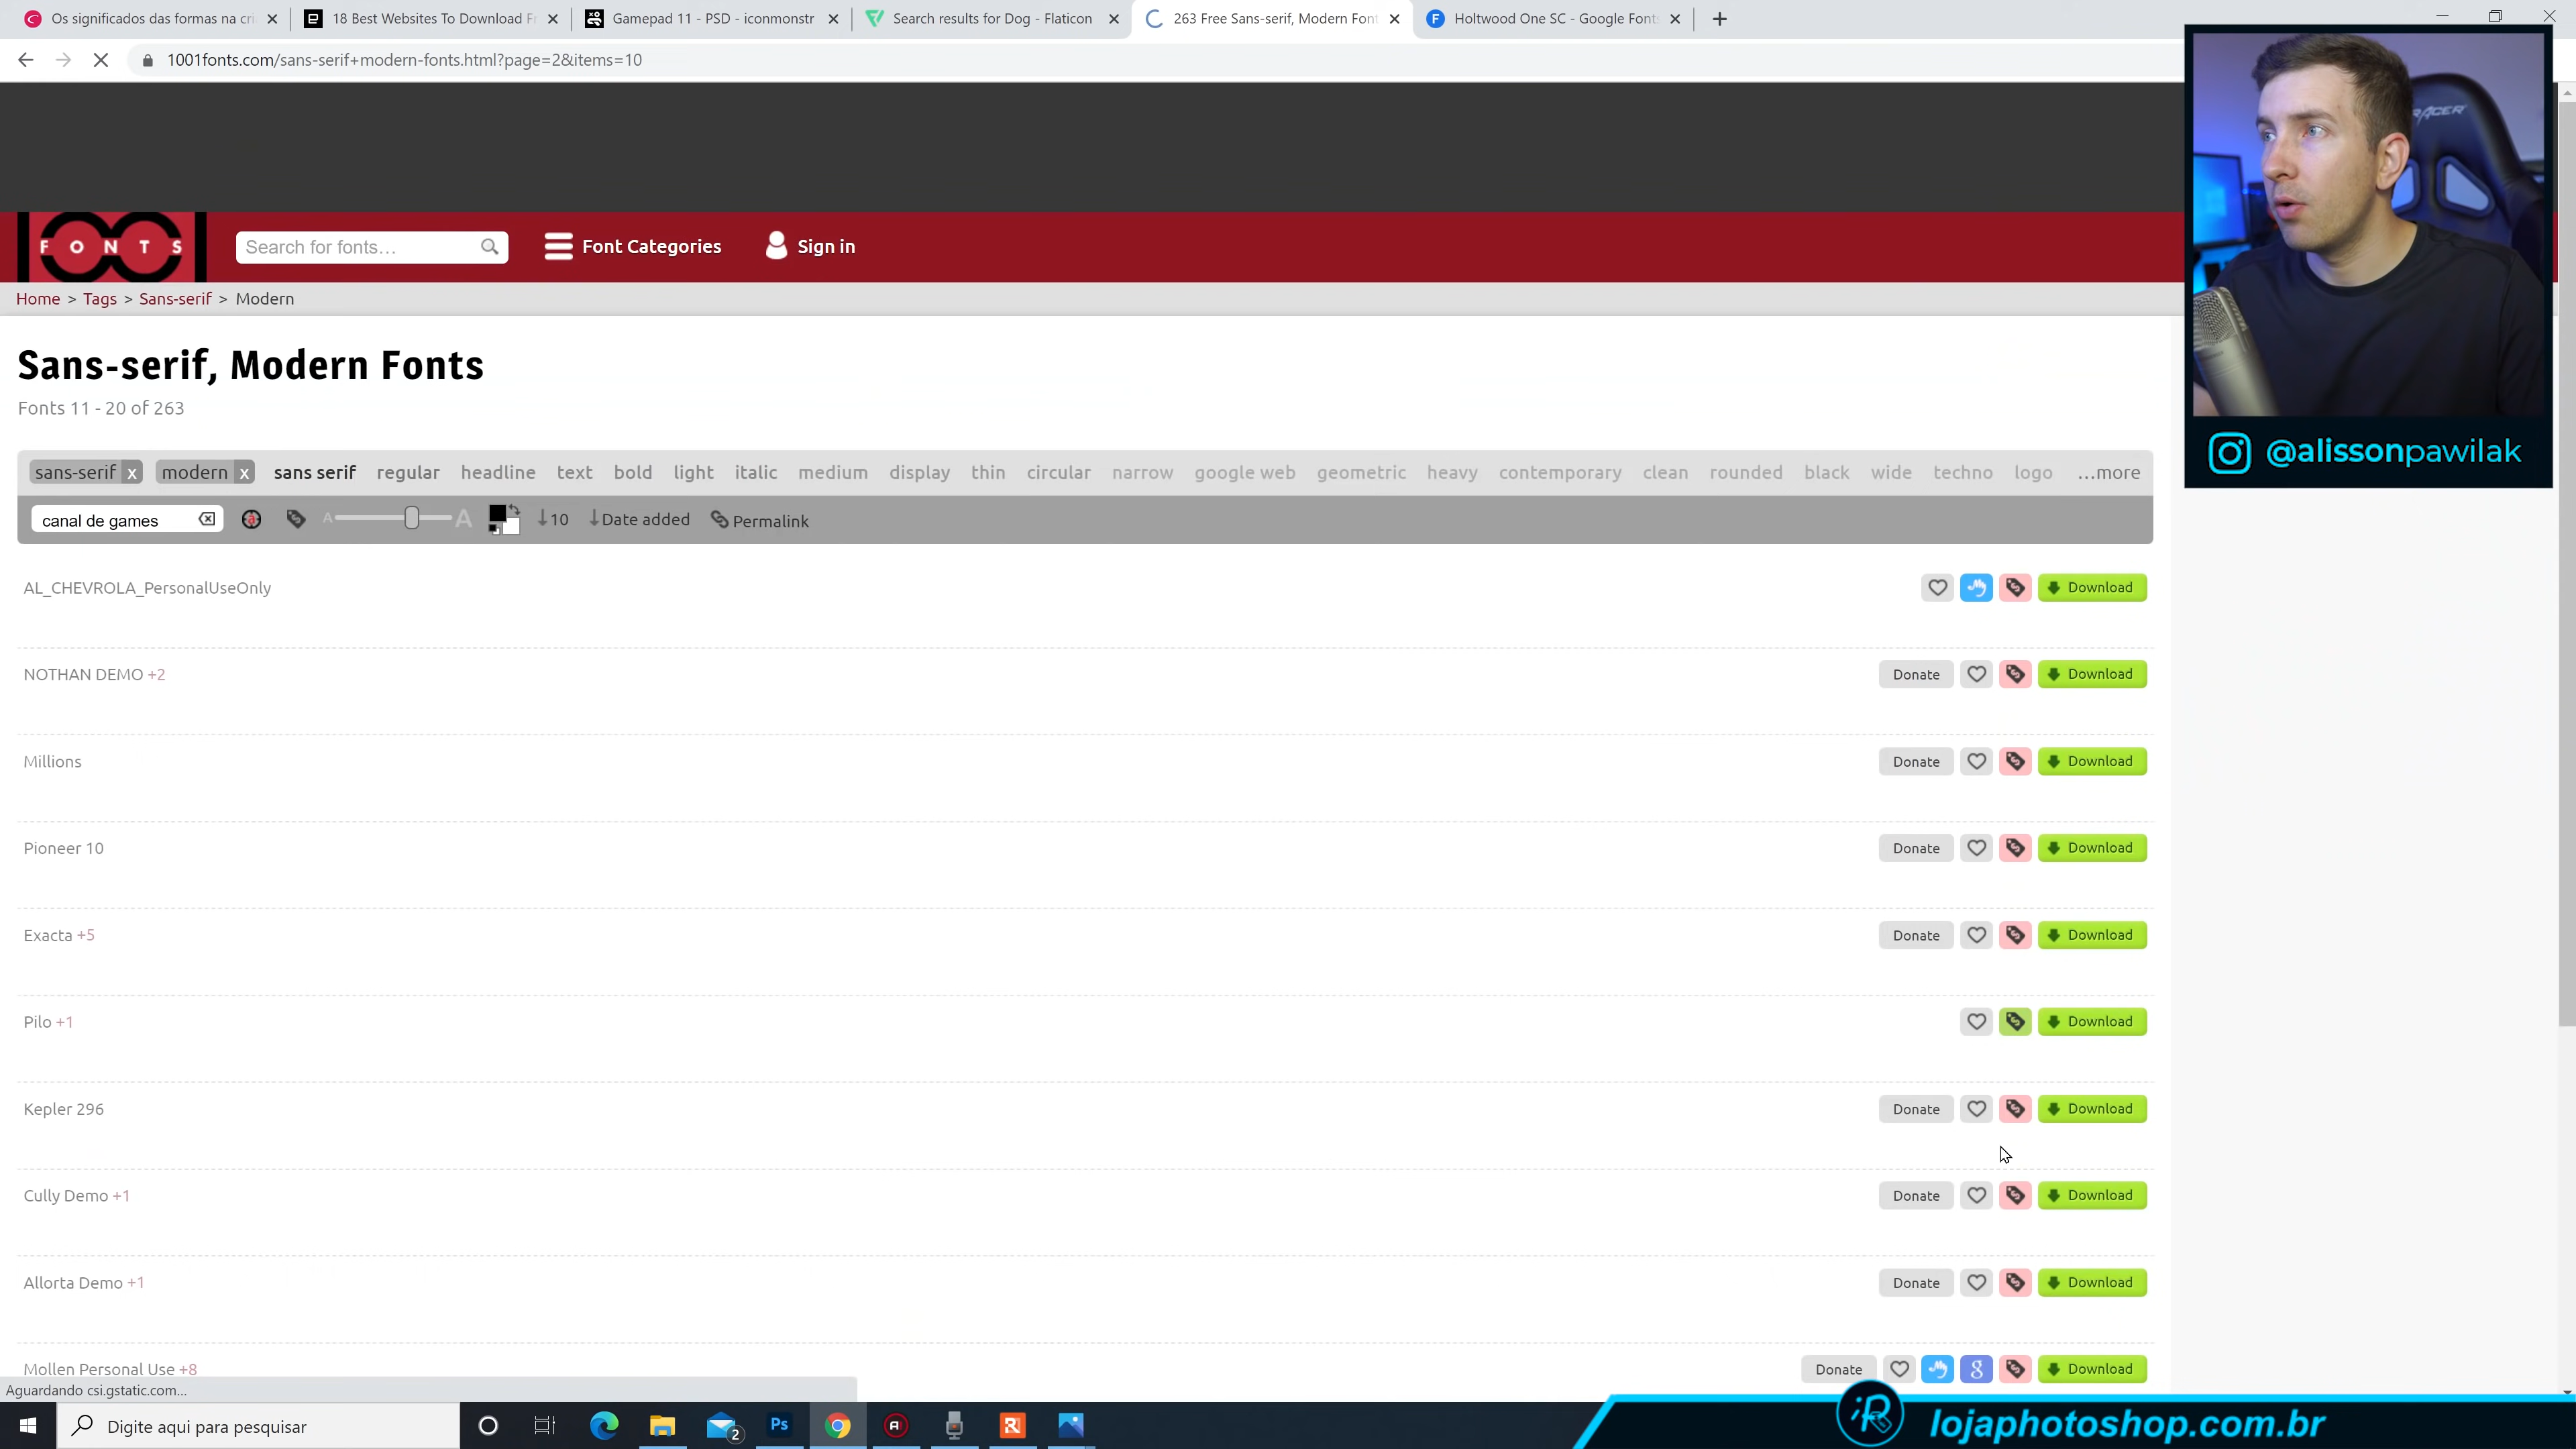 Os significados das formas na cri
18 Best Websites To Download Fr
Gamepad 11 - PSD - iconmonstr
Search results for Dog - Flaticon
263 Free Sans-serif, Modern Font
Holtwood One SC - Google Font
1001fonts.com/sans-serif+modern-fonts.html?page=2&items=10
FONTS
Search for fonts...
Font Categories
Sign in
Home > Tags > Sans-serif > Modern
Sans-serif, Modern Fonts
Fonts 11 - 20 of 263
sans-serif x modern x sans serif regular headline text bold light italic medium display thin circular narrow google web geometric heavy contemporary clean rounded black wide techno logo ...more
canal de games
A A
10
Date added
Permalink
AL_CHEVROLA_PersonalUseOnly
Download
NOTHAN DEMO +2
Donate Download
Millions
Donate Download
Pioneer 10
Donate Download
Exacta +5
Donate Download
Pilo +1
Download
Kepler 296
Donate Download
Cully Demo +1
Donate Download
Allorta Demo +1
Donate Download
Mollen Personal Use +8
Donate g Download
Aguardando csi.gstatic.com...
Digite aqui para pesquisar
2
Ps
@alissonpawilak
lojaphotoshop.com.br